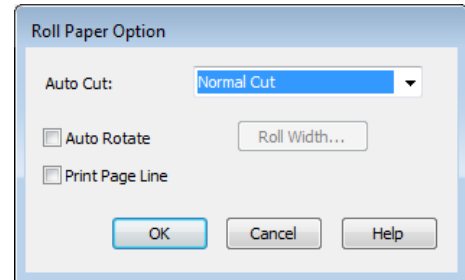 Roll Paper Option
Auto Cut: Normal Cut
Auto Rotate Roll Width...
Print Page Line
OK Cancel Help